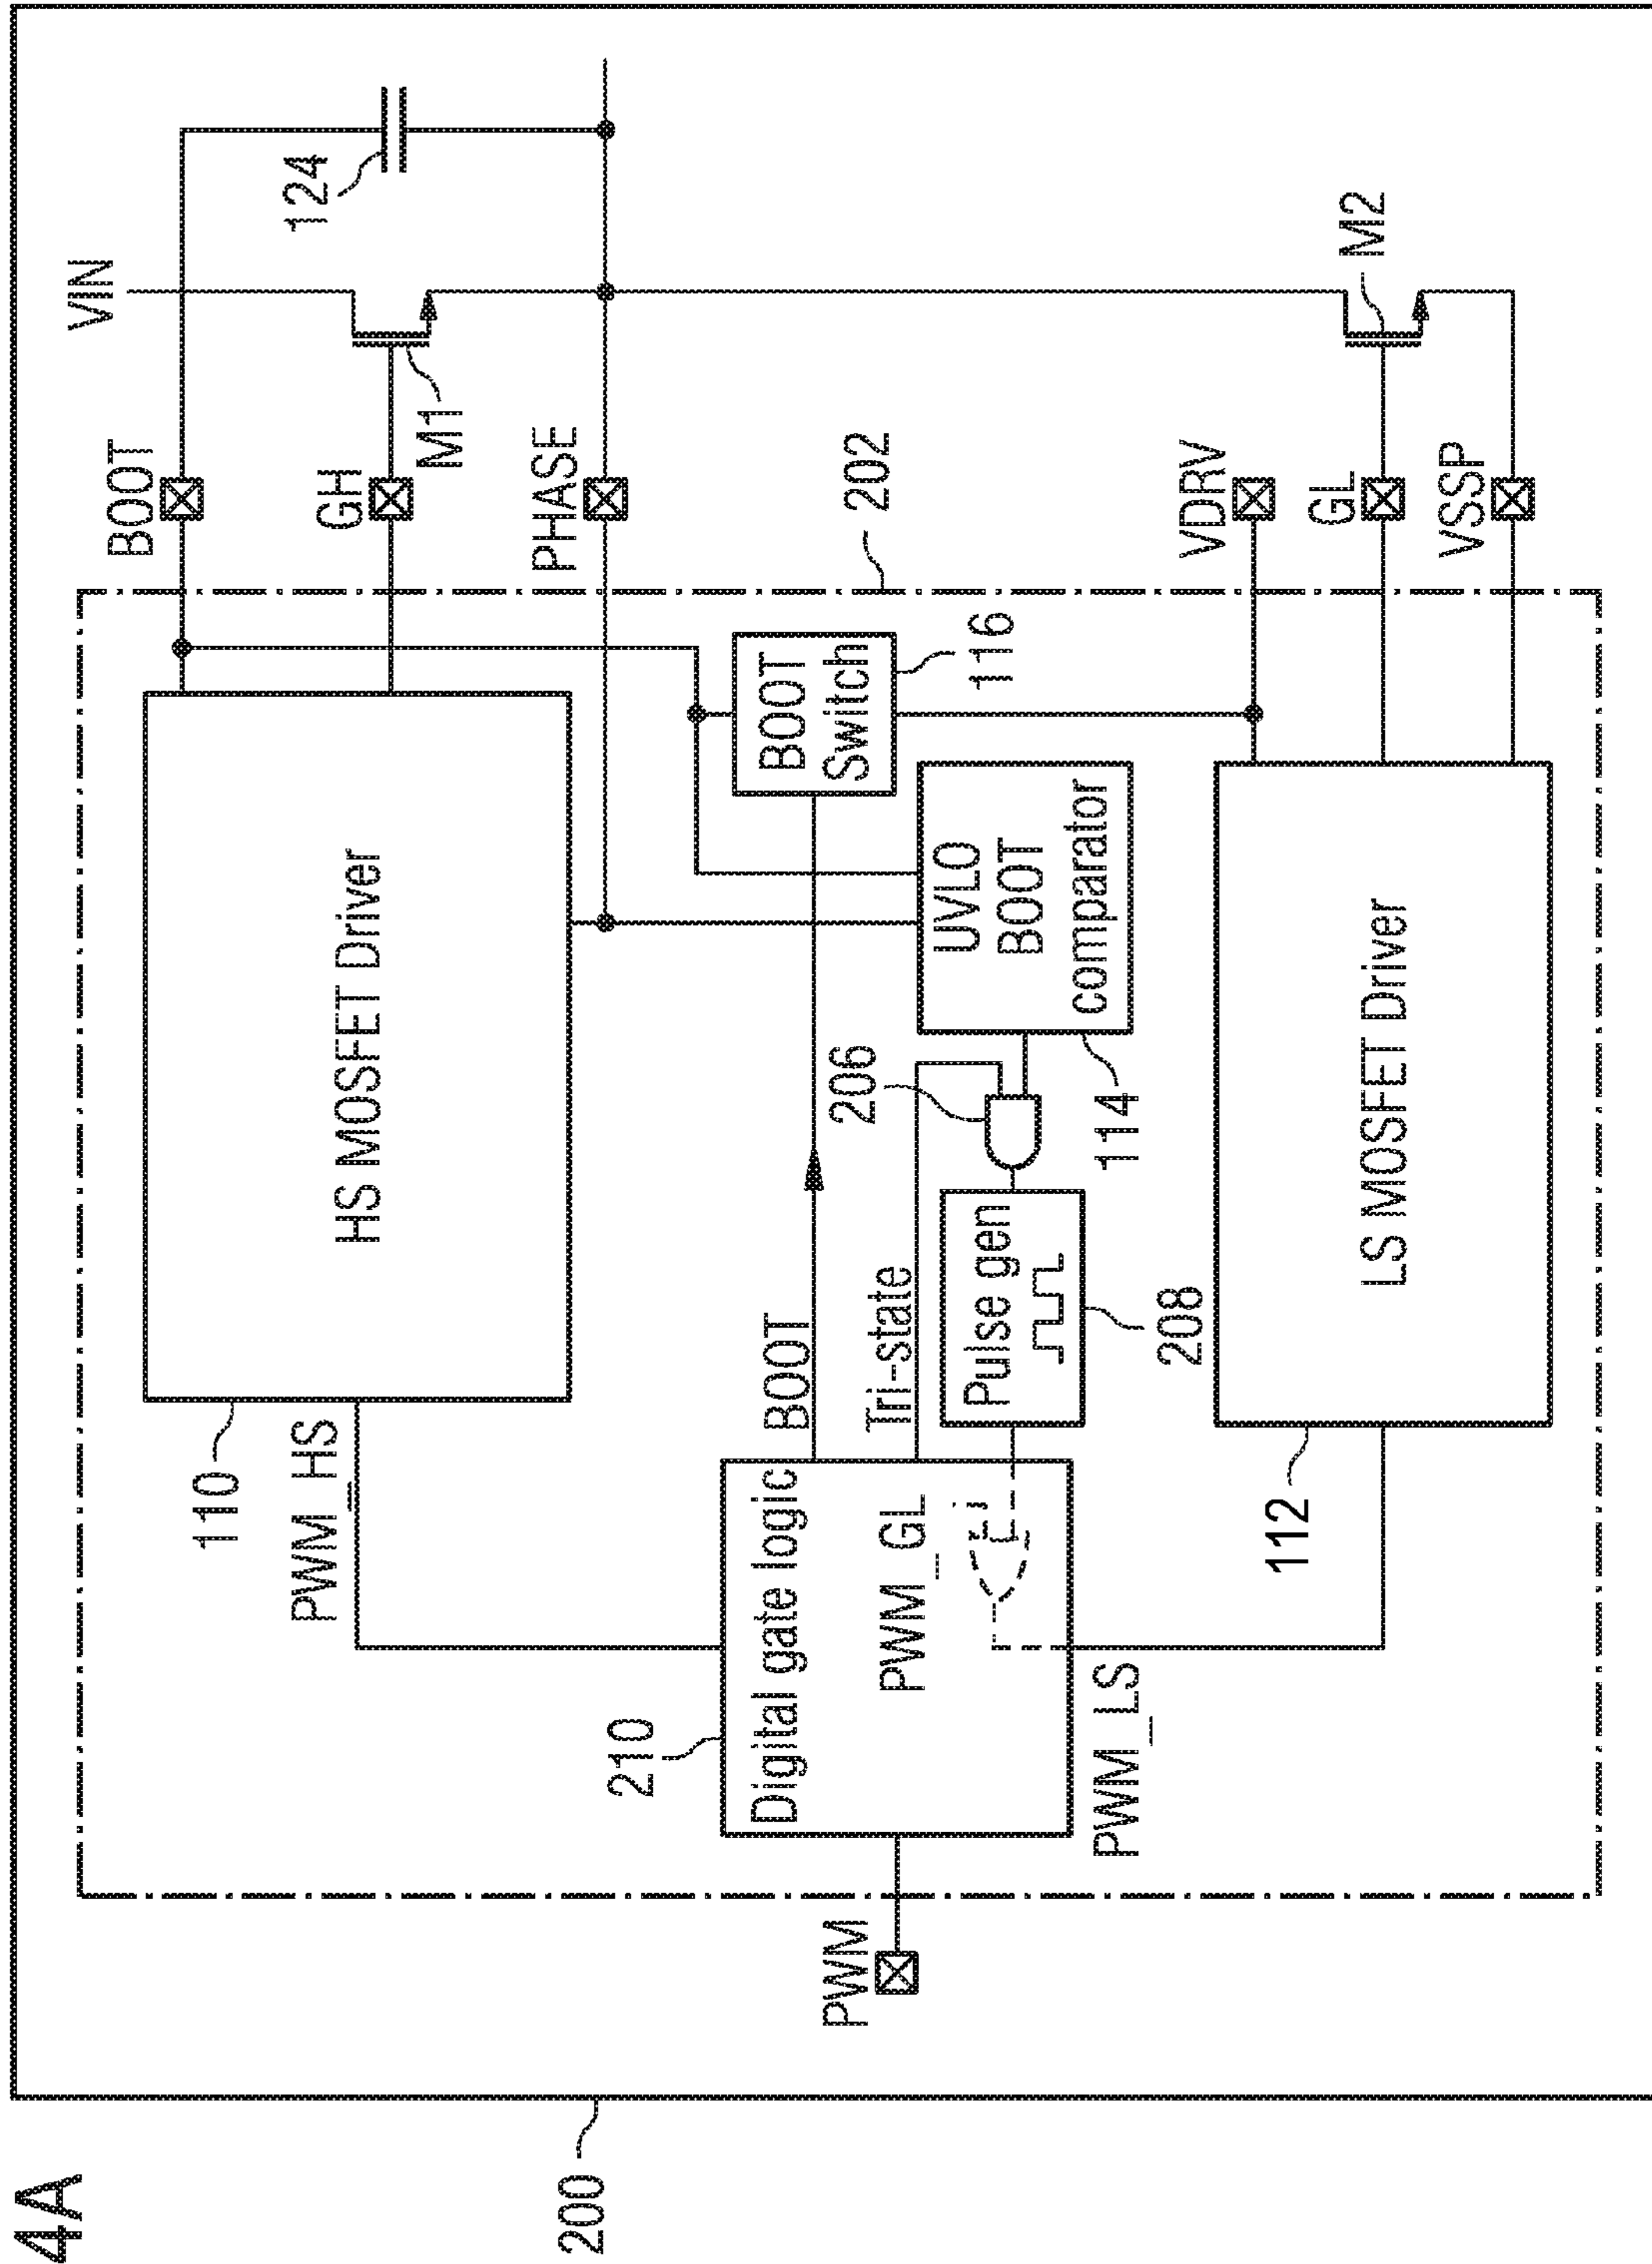 4A
200
VIN
124
BOOT
GH
M1
PHASE
202
VDRV
GL
VSSP
M2
HS MOSFET Driver
110
PWM_HS
BOOT
Switch
116
UVLO
BOOT
comparator
114
206
BOOT
Tri-state
Pulse gen
208
Digital gate logic
PWM_GL
210
PWM_LS
PWM
LS MOSFET Driver
112